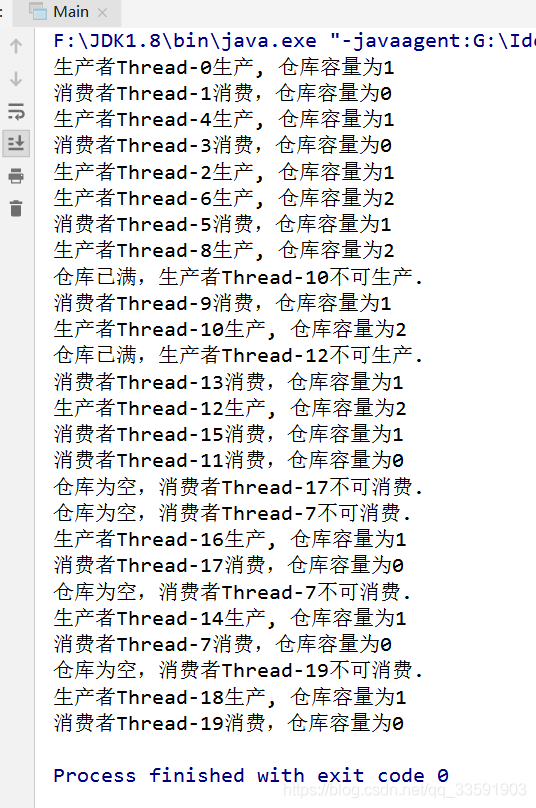 Main ×
F:\JDK1.8\bin\java.exe "-javaagent:G:\Ide
生产者Thread-0生产, 仓库容量为1
消费者Thread-1消费，仓库容量为0
生产者Thread-4生产, 仓库容量为1
消费者Thread-3消费，仓库容量为0
生产者Thread-2生产, 仓库容量为1
生产者Thread-6生产, 仓库容量为2
消费者Thread-5消费，仓库容量为1
生产者Thread-8生产, 仓库容量为2
仓库已满，生产者Thread-10不可生产.
消费者Thread-9消费，仓库容量为1
生产者Thread-10生产, 仓库容量为2
仓库已满，生产者Thread-12不可生产.
消费者Thread-13消费，仓库容量为1
生产者Thread-12生产, 仓库容量为2
消费者Thread-15消费，仓库容量为1
消费者Thread-11消费，仓库容量为0
仓库为空，消费者Thread-17不可消费.
仓库为空，消费者Thread-7不可消费.
生产者Thread-16生产, 仓库容量为1
消费者Thread-17消费，仓库容量为0
仓库为空，消费者Thread-7不可消费.
生产者Thread-14生产, 仓库容量为1
消费者Thread-7消费，仓库容量为0
仓库为空，消费者Thread-19不可消费.
生产者Thread-18生产, 仓库容量为1
消费者Thread-19消费，仓库容量为0
Process finished with exit code 0
https://blog.csdn.net/qq_33591903